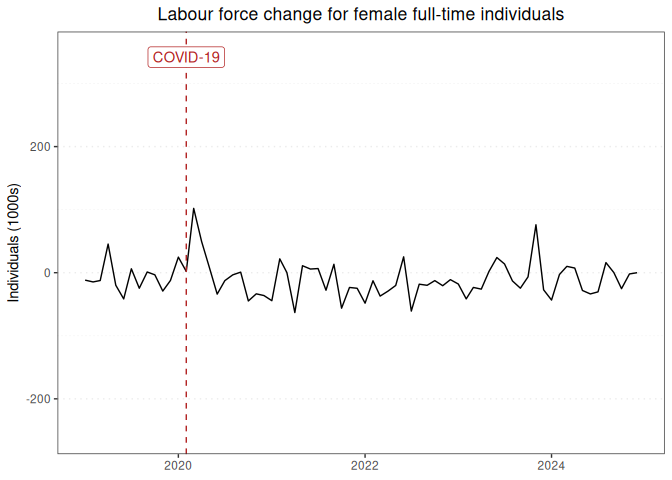 Labour force change for female full-time individuals
COVID-19
Individuals (1000s)
200
0
-200
2020
2022
2024